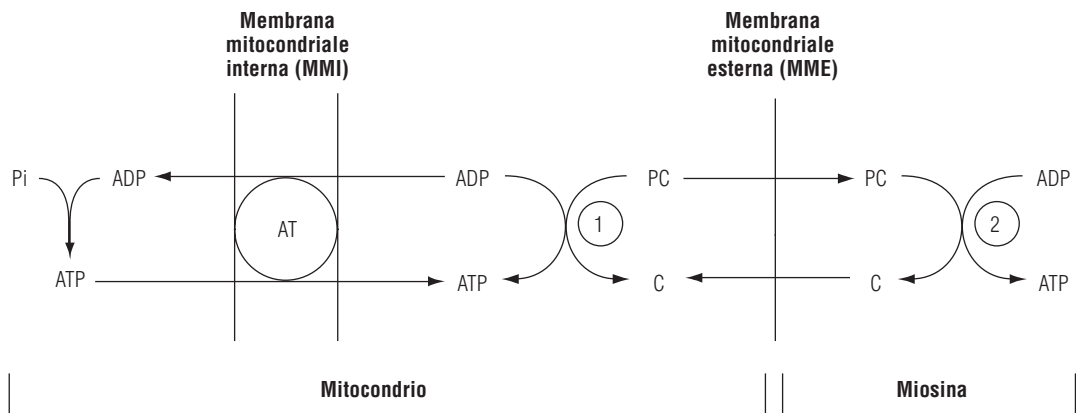 Membrana
mitocondriale
interna (MMI)
Membrana
mitocondriale
esterna (MME)
Pi
ADP
ADP
PC
PC
ADP
AT
1
2
ATP
ATP
C
C
ATP
Mitocondrio
Miosina